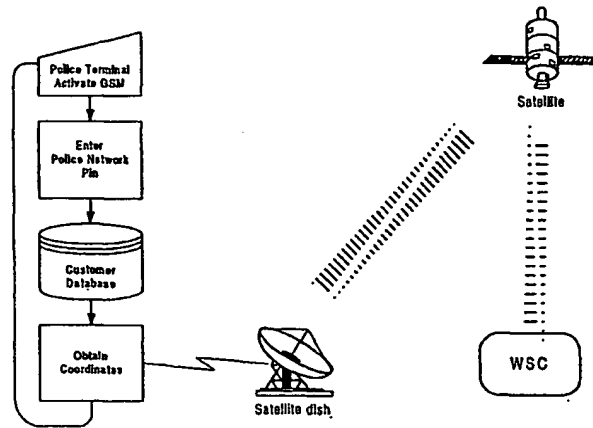 Police Terminal
Activate GSM
Enter
Police Network
Pin
Customer
Database
Obtain
Coordinates
Satellite dish
Satellite
WSC